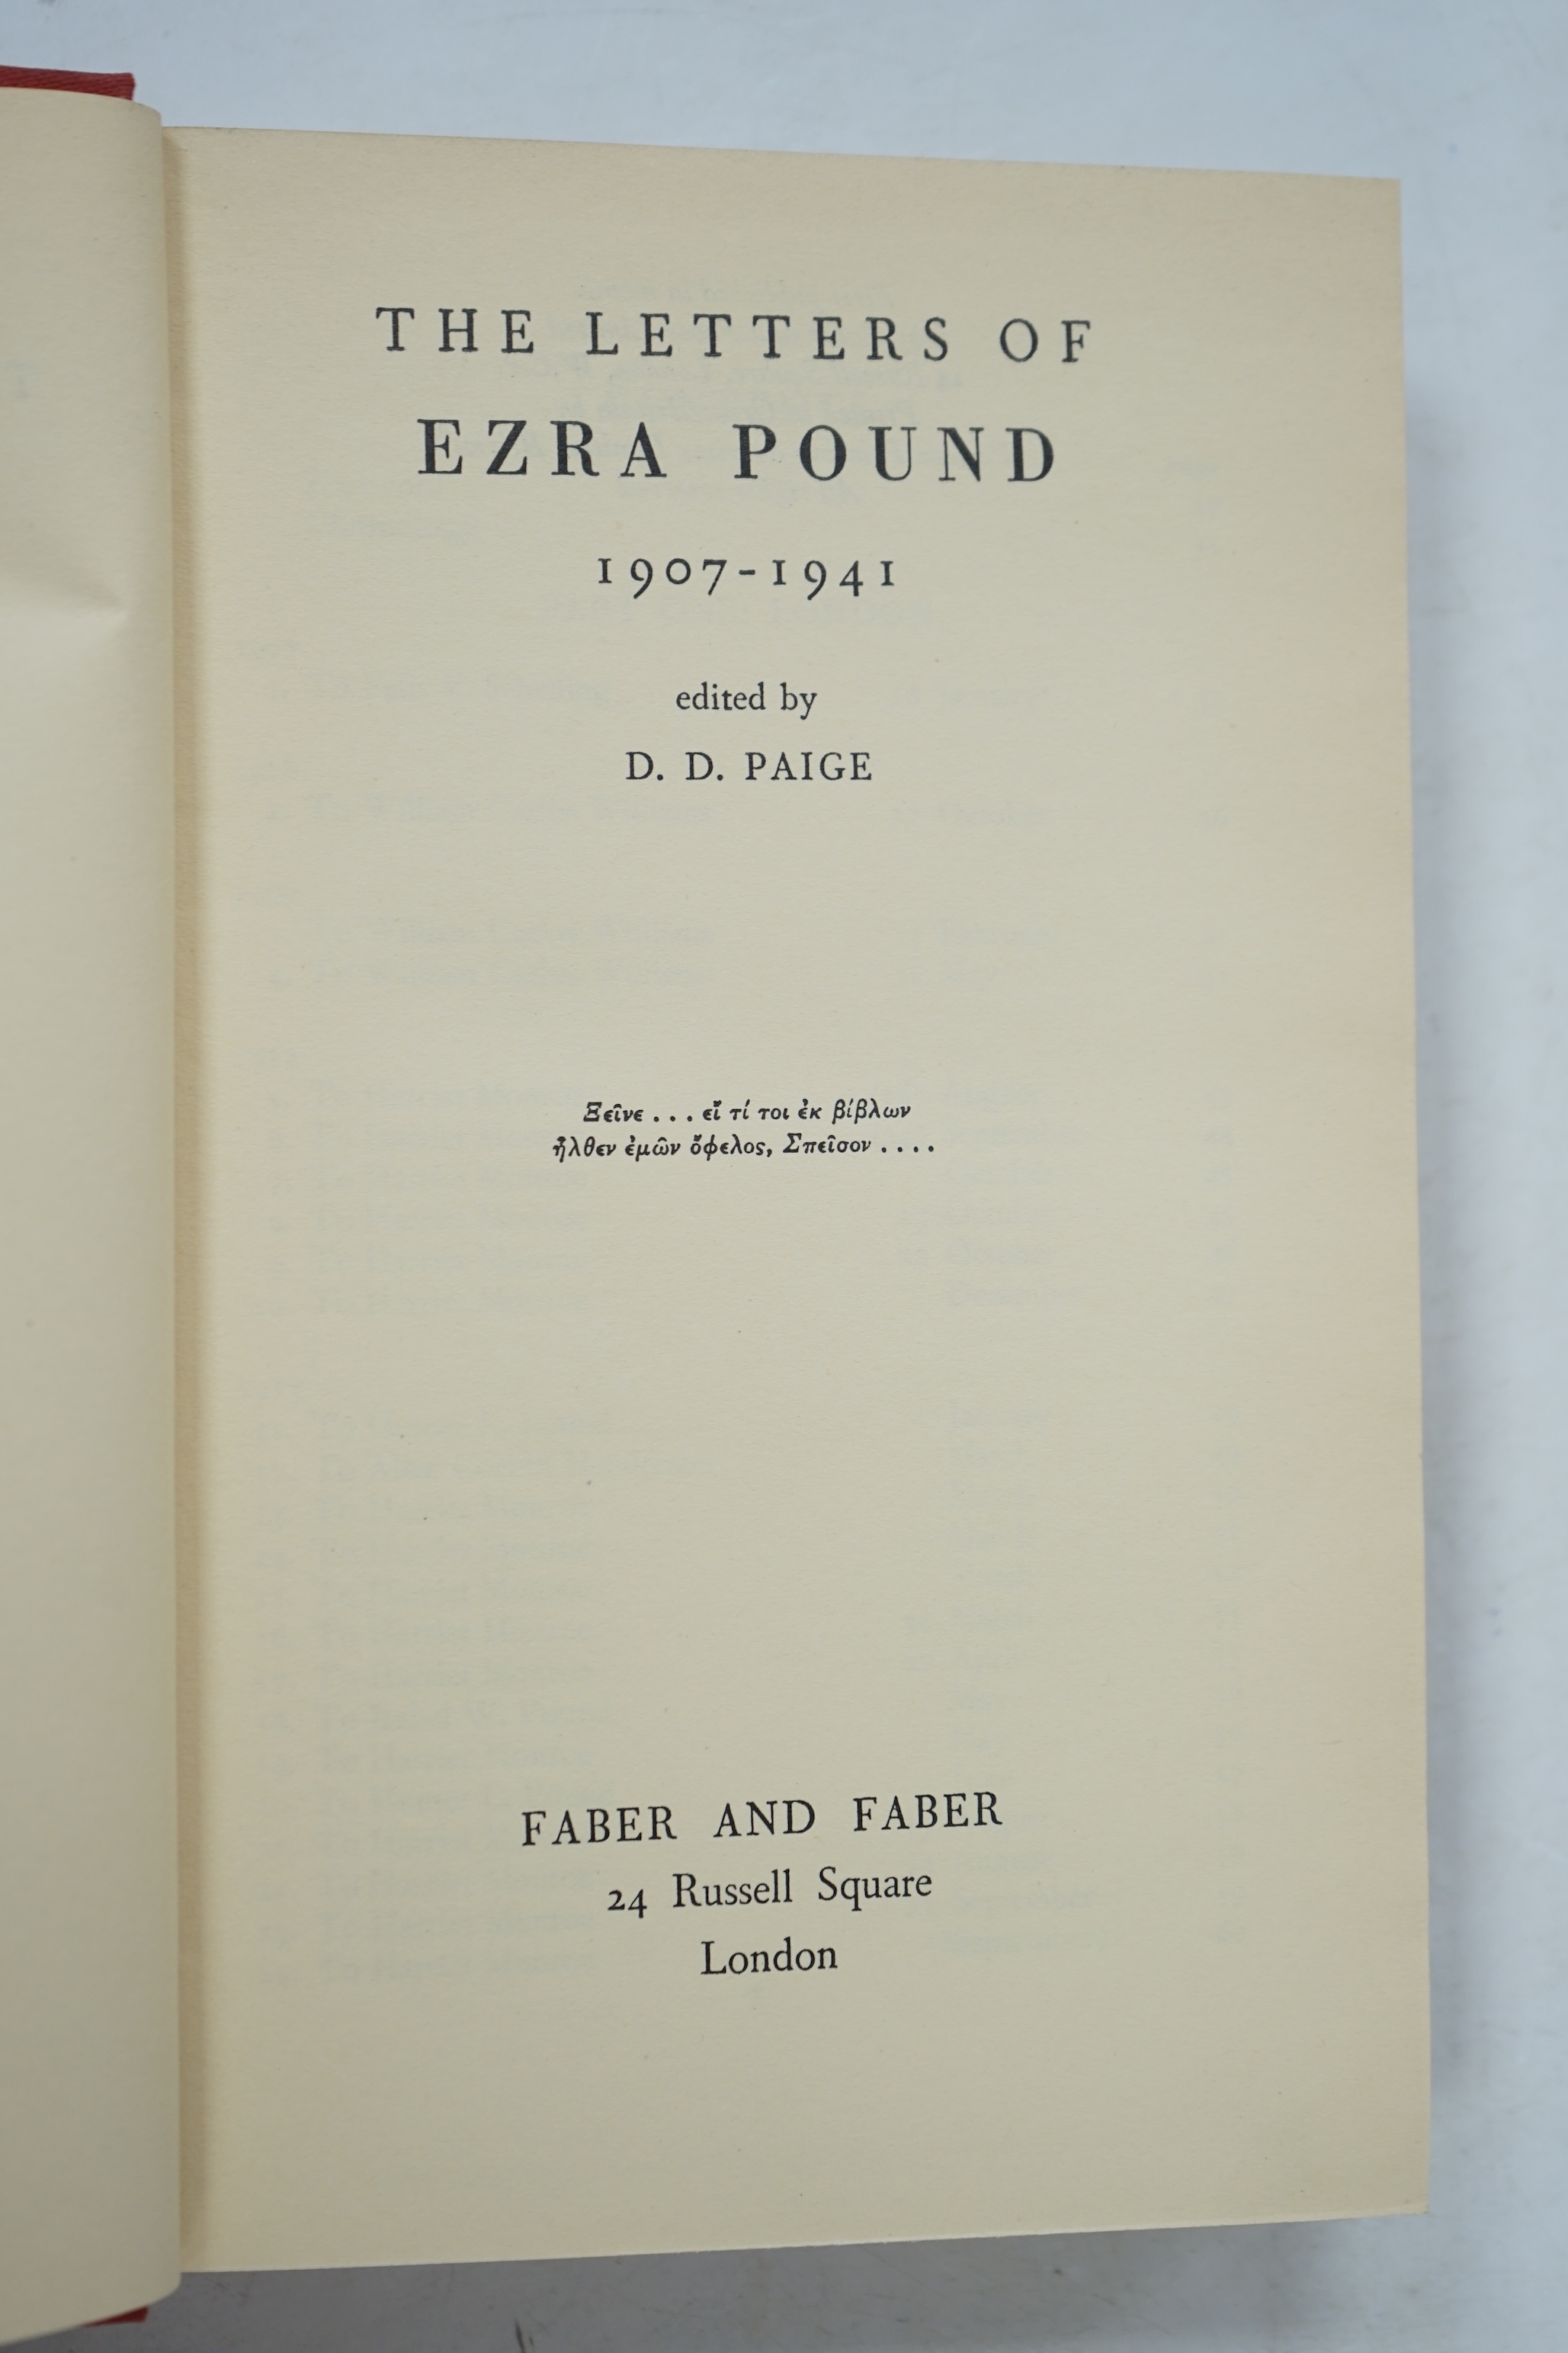 THE LETTERS OF
EZRA POUND
1907-1941
edited by
D. D. PAIGE
Ξεῖνε . . . εἴ τί τοι ἐκ βίβλων
ἦλθεν ἐμῶν ὄφελος, Σπεῖσον . . . .
FABER AND FABER
24 Russell Square
London